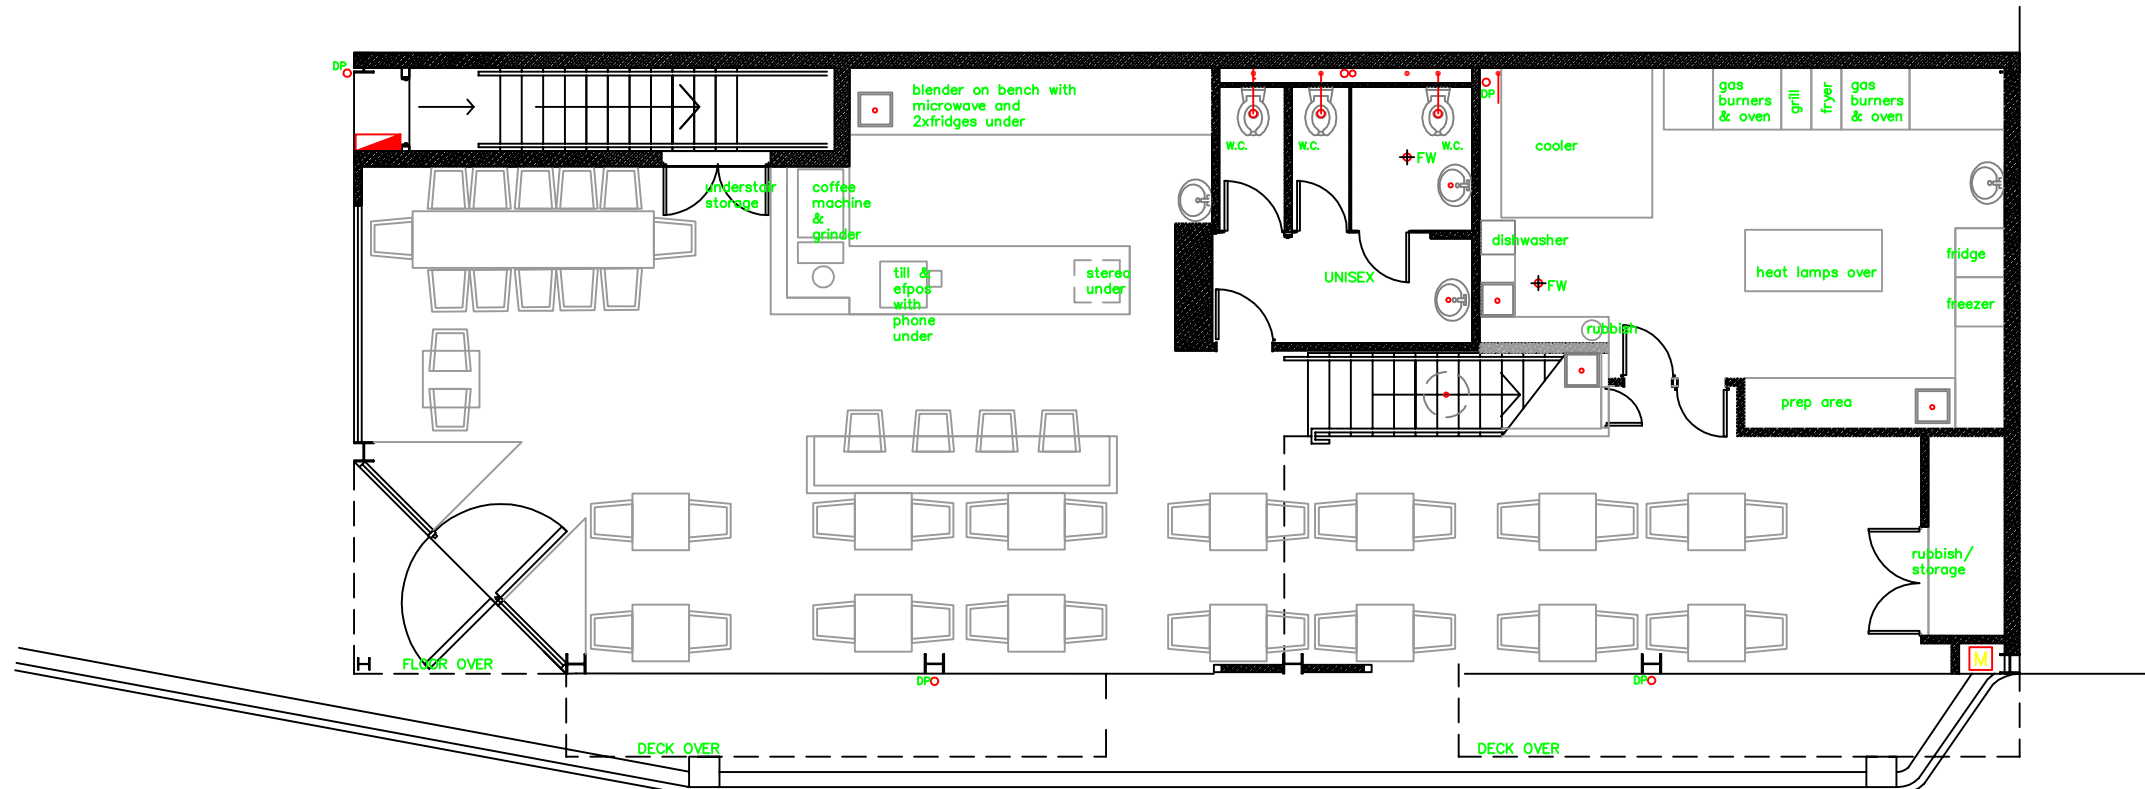 DP
blender on bench with
microwave and
2xfridges under
W.C.
W.C.
W.C.
FW
DP
cooler
gas
burners
& oven
grill
fryer
gas
burners
& oven
understair
storage
coffee
machine
&
grinder
till &
efpos
with
phone
under
stereo
under
UNISEX
dishwasher
FW
rubbish
heat lamps over
fridge
freezer
prep area
rubbish/
storage
FLOOR OVER
DP
DP
M
DECK OVER
DECK OVER